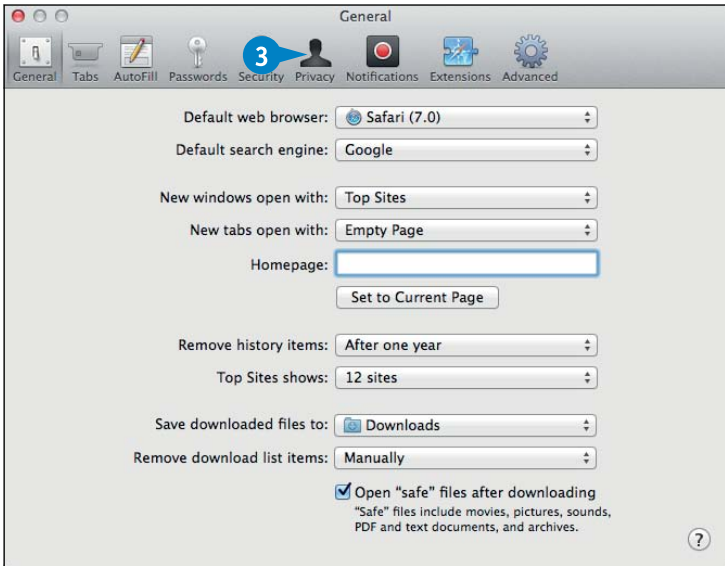 General
3
General Tabs AutoFill Passwords Security Privacy Notifications Extensions Advanced
Default web browser: Safari (7.0)
Default search engine: Google
New windows open with: Top Sites
New tabs open with: Empty Page
Homepage:
Set to Current Page
Remove history items: After one year
Top Sites shows: 12 sites
Save downloaded files to: Downloads
Remove download list items: Manually
Open “safe” files after downloading
“Safe” files include movies, pictures, sounds,
PDF and text documents, and archives.
?